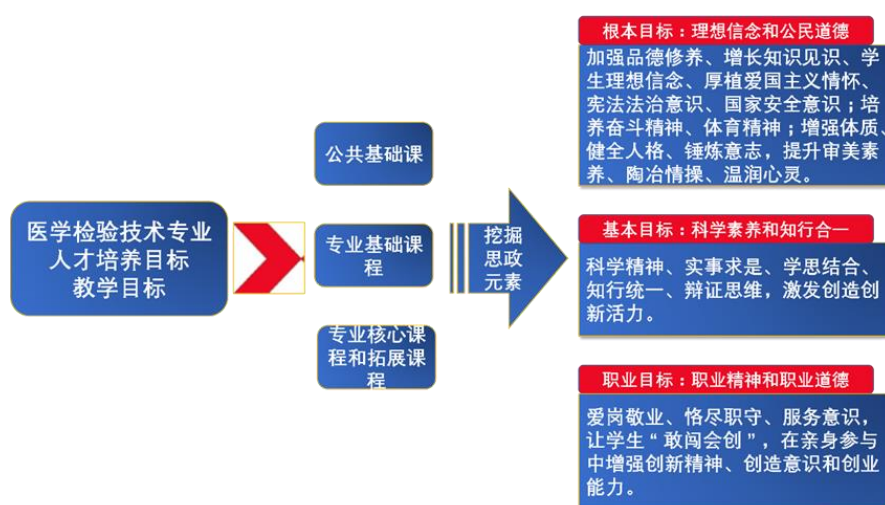 医学检验技术专业
人才培养目标
教学目标
公共基础课
专业基础课
程
专业核心课
程和拓展课
程
挖掘
思政
元素
根本目标：理想信念和公民道德
加强品德修养、增长知识见识、学
生理想信念、厚植爱国主义情怀、
宪法法治意识、国家安全意识；培
养奋斗精神、体育精神；增强体质、
健全人格、锤炼意志，提升审美素
养、陶冶情操、温润心灵。
基本目标：科学素养和知行合一
科学精神、实事求是、学思结合、
知行统一、辩证思维，激发创造创
新活力。
职业目标：职业精神和职业道德
爱岗敬业、恪尽职守、服务意识，
让学生“敢闯会创”，在亲身参与
中增强创新精神、创造意识和创业
能力。